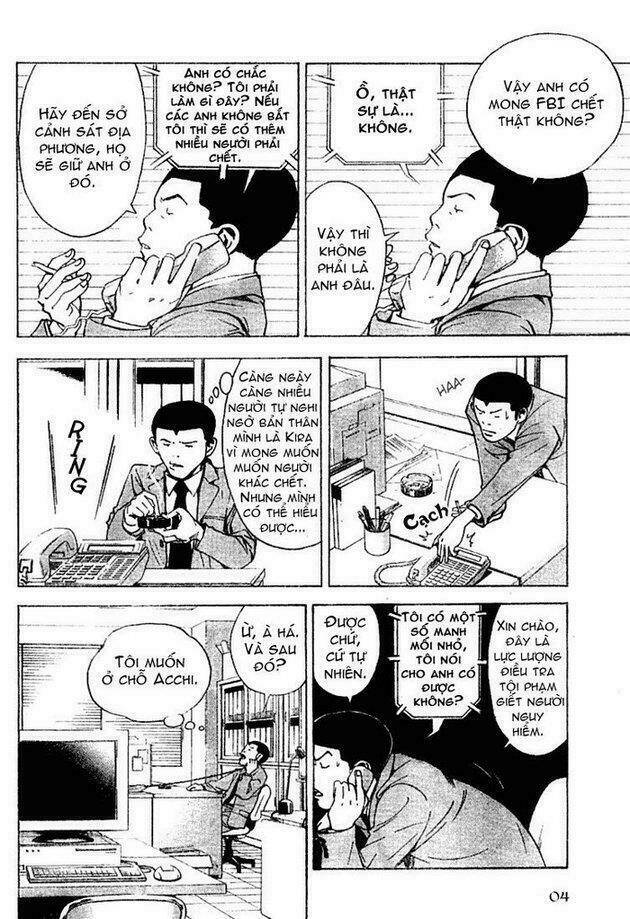 Vậy anh có
mong FBI chết
thật không?
Ồ, thật
sự là...
không.
Vậy thì
không
phải là
anh đâu.
Anh có chắc
không? Tôi phải
làm gì đây? Nếu
các anh không bắt
tôi thì sẽ có thêm
nhiều người phải
chết.
Hãy đến sở
cảnh sát địa
phương, họ
sẽ giữ anh ở
đó.
HAA-
Cạch
Càng ngày
càng nhiều
người tự nghi
ngờ bản thân
mình là Kira
vì mong muốn
muốn người
khác chết.
Nhưng mình
có thể hiểu
được...
RING
Xin chào,
đây là
lực lượng
điều tra
tội phạm
giết người
nguy
hiểm.
Tôi có một
số manh
mối nhỏ,
tôi nói
cho anh có
được
không?
Được
chứ,
cứ tự
nhiên.
Ừ, à há.
Và sau
đó?
Tôi muốn
ở chỗ Acchi.
04